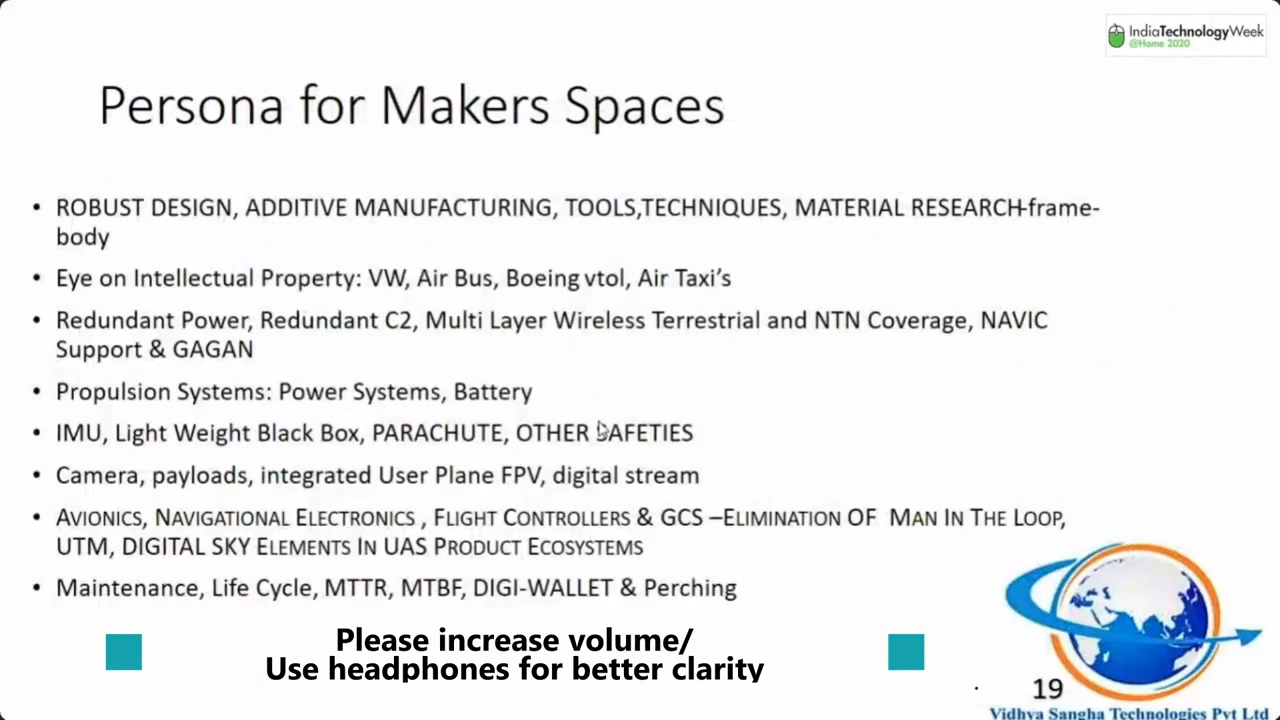 IndiaTechnologyWeek
@Home 2020
Persona for Makers Spaces
• ROBUST DESIGN, ADDITIVE MANUFACTURING, TOOLS,TECHNIQUES, MATERIAL RESEARCH-frame-
body
• Eye on Intellectual Property: VW, Air Bus, Boeing vtol, Air Taxi’s
• Redundant Power, Redundant C2, Multi Layer Wireless Terrestrial and NTN Coverage, NAVIC
Support & GAGAN
• Propulsion Systems: Power Systems, Battery
• IMU, Light Weight Black Box, PARACHUTE, OTHER SAFETIES
• Camera, payloads, integrated User Plane FPV, digital stream
• AVIONICS, NAVIGATIONAL ELECTRONICS , FLIGHT CONTROLLERS & GCS –ELIMINATION OF MAN IN THE LOOP,
UTM, DIGITAL SKY ELEMENTS IN UAS PRODUCT ECOSYSTEMS
• Maintenance, Life Cycle, MTTR, MTBF, DIGI-WALLET & Perching
Please increase volume/
Use headphones for better clarity
19
Vidhya Sangha Technologies Pvt Ltd